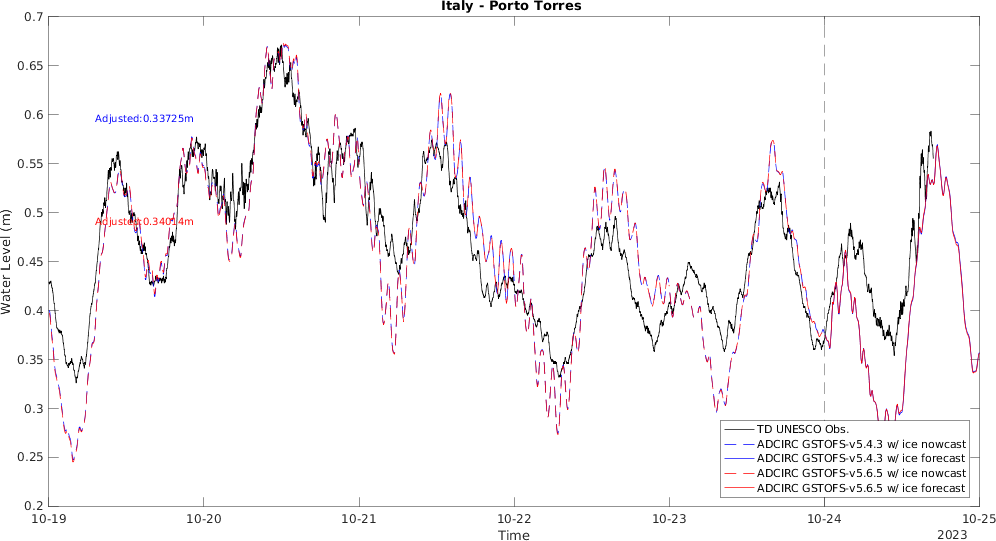 Italy - Porto Torres
Water Level (m)
0.7
0.65
0.6
0.55
0.5
0.45
0.4
0.35
0.3
0.25
0.2
Adjusted:0.33725m
Adjusted:0.34014m
TD UNESCO Obs.
ADCIRC GSTOFS-v5.4.3 w/ ice nowcast
ADCIRC GSTOFS-v5.4.3 w/ ice forecast
ADCIRC GSTOFS-v5.6.5 w/ ice nowcast
ADCIRC GSTOFS-v5.6.5 w/ ice forecast
10-19
10-20
10-21
10-22
10-23
10-24
10-25
Time
2023